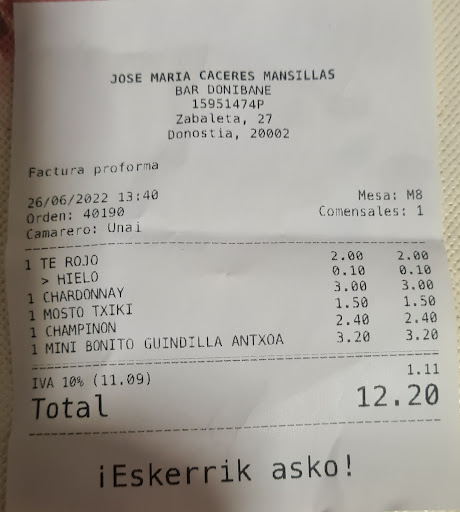 JOSE MARIA CACERES MANSILLAS
BAR DONIBANE
15951474P
Zabaleta, 27
Donostia, 20002
Factura proforma
26/06/2022 13:40 Mesa: M8
Orden: 40190 Comensales: 1
Camarero: Unai
1 TE ROJO 2.00 2.00
> HIELO 0.10 0.10
1 CHARDONNAY 3.00 3.00
1 MOSTO TXIKI 1.50 1.50
1 CHAMPINON 2.40 2.40
1 MINI BONITO GUINDILLA ANTXOA 3.20 3.20
IVA 10% (11.09) 1.11
Total 12.20
¡Eskerrik asko!